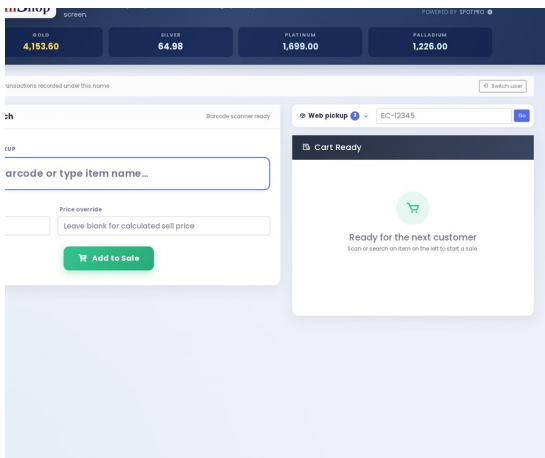 Shop
screen.
POWERED BY SPOTPRO
GOLD
4,153.60
SILVER
64.98
PLATINUM
1,699.00
PALLADIUM
1,226.00
ransactions recorded under this name
Switch user
ch
Barcode scanner ready
Web pickup
EC-12345
Go
Cart Ready
KUP
arcode or type item name...
Price override
Leave blank for calculated sell price
Add to Sale
Ready for the next customer
Scan or search an item on the left to start a sale.